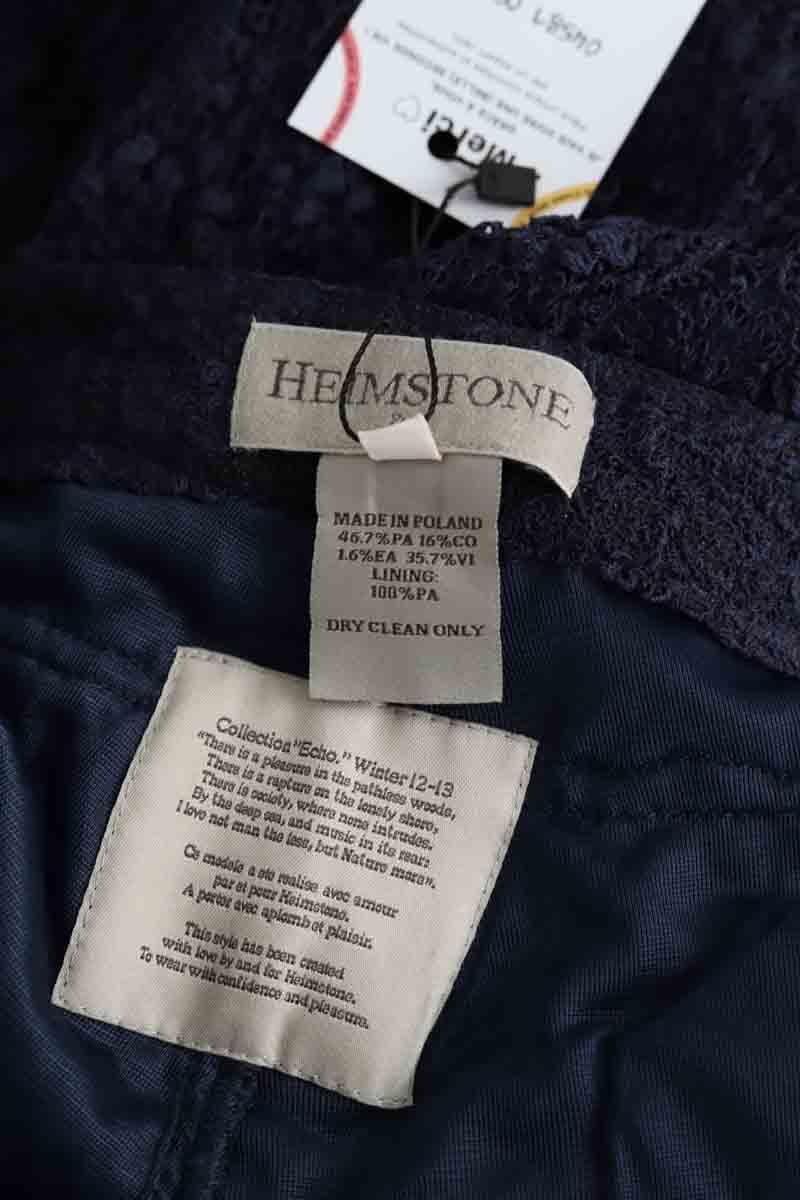 Merci
HEIMSTONE
MADE IN POLAND
46.7%PA 16%CO
1.6%EA 35.7%VI
LINING:
100%PA
DRY CLEAN ONLY
Collection "Echo," Winter 12-13
"There is a pleasure in the pathless woods,
There is a rapture on the lonely shore,
There is society, where none intrudes.
By the deep sea, and music in its roar:
I love not man the less, but Nature more".
Ce modele a ete realise avec amour
par et pour Heimstone.
A porter avec aplomb et plaisir.
This style has been created
with love by and for Heimstone.
To wear with confidence and pleasure.